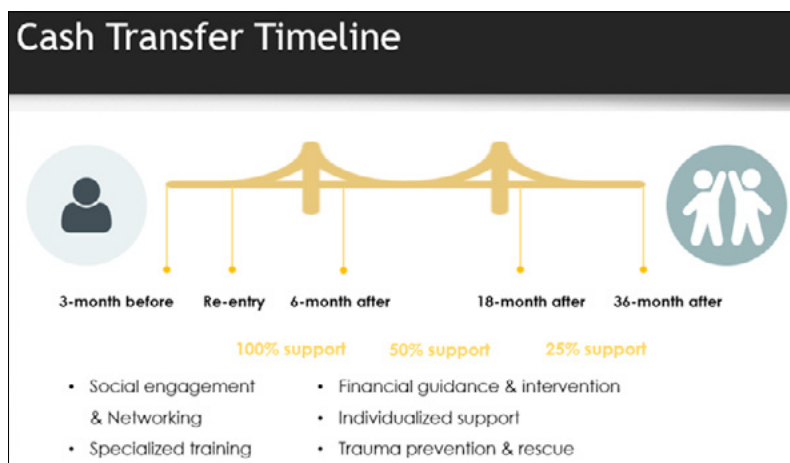 Cash Transfer Timeline
3-month before Re-entry 6-month after 18-month after 36-month after
100% support 50% support 25% support
• Social engagement
& Networking
• Specialized training
• Financial guidance & intervention
• Individualized support
• Trauma prevention & rescue